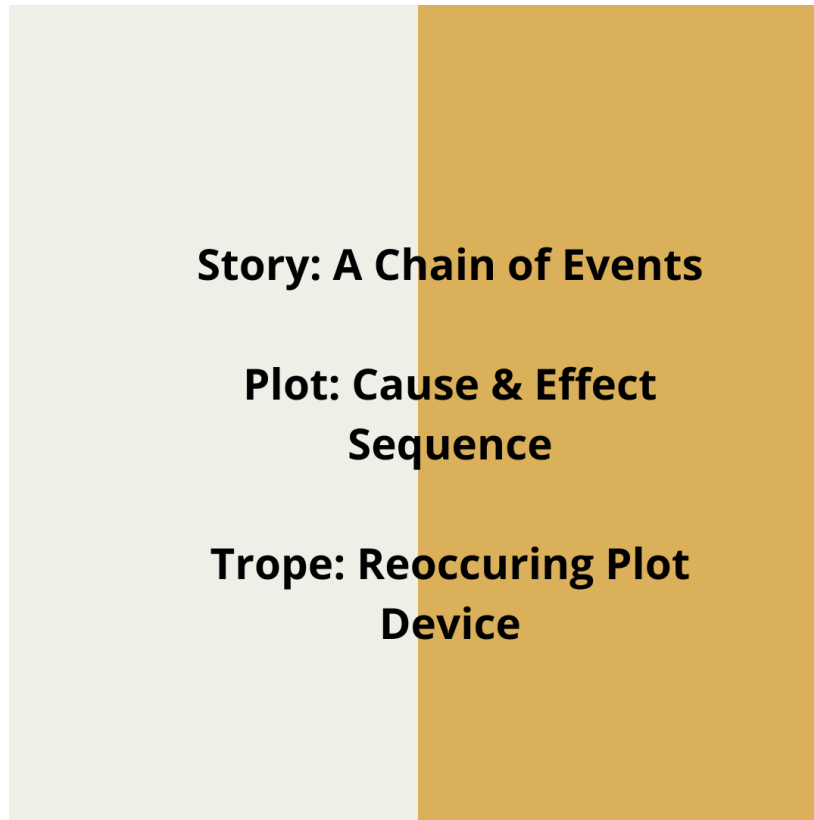 Story: A Chain of Events
Plot: Cause & Effect
Sequence
Trope: Reoccuring Plot
Device